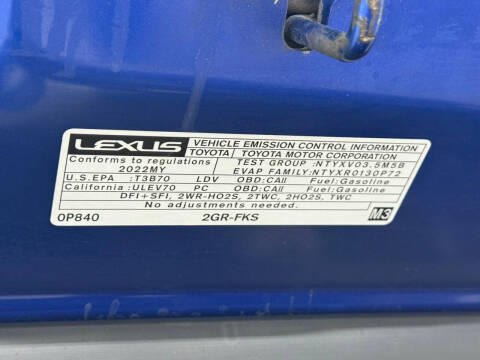 LEXUS VEHICLE EMISSION CONTROL INFORMATION
TOYOTA TOYOTA MOTOR CORPORATION
Conforms to regulations TEST GROUP :NTYXV03.5M5B
2022MY EVAP FAMILY:NTYXR0130P72
U.S.EPA :T3B70 LDV OBD:CAII Fuel:Gasoline
California :ULEV70 PC OBD:CAII Fuel:Gasoline
DFI+SFI, 2WR-HO2S, 2TWC, 2HO2S, TWC
No adjustments needed.
0P840 2GR-FKS M3